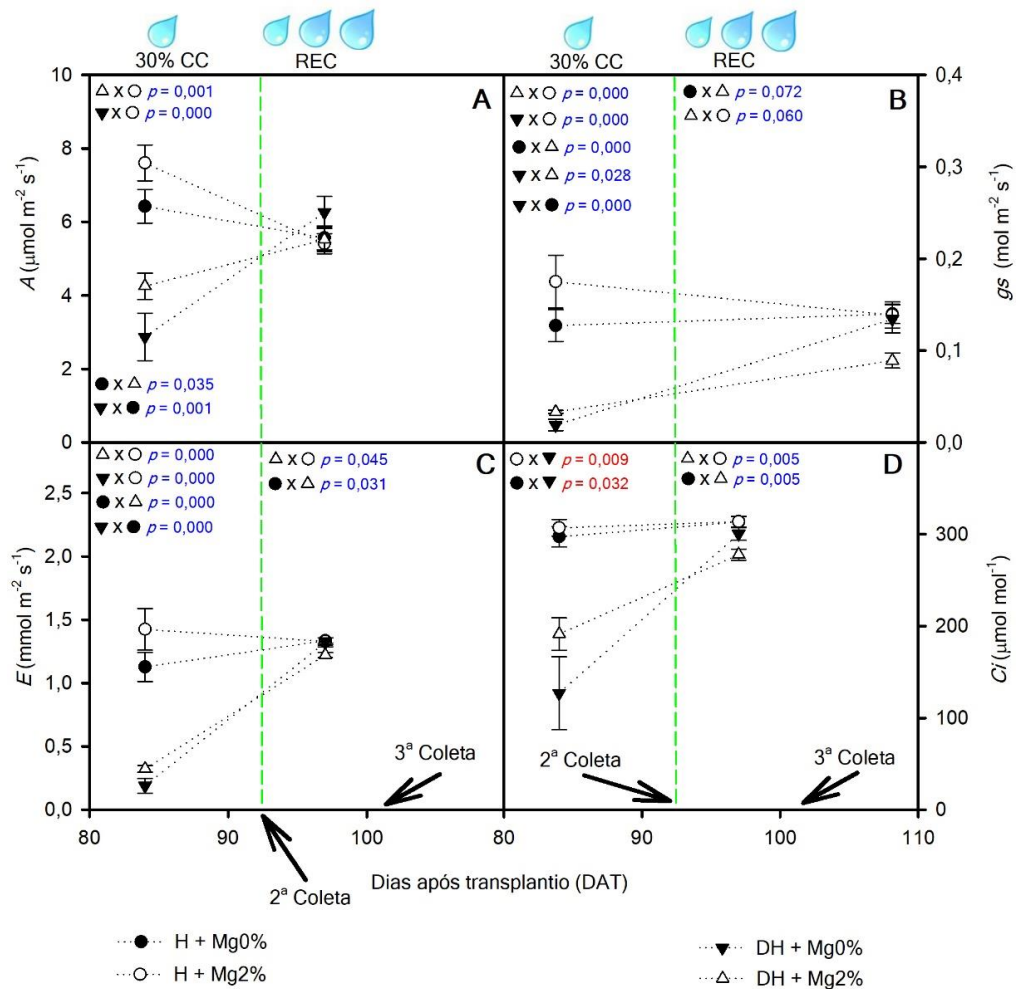 30% CC REC 30% CC REC
A
△ x ○ p = 0,001
▼ x ○ p = 0,000
● x △ p = 0,035
▼ x ● p = 0,001
10
8
6
4
2
0
A (μmol m⁻² s⁻¹)
B
△ x ○ p = 0,000
▼ x ○ p = 0,000
● x △ p = 0,000
▼ x △ p = 0,028
▼ x ● p = 0,000
● x △ p = 0,072
△ x ○ p = 0,060
0,4
0,3
0,2
0,1
0,0
gs (mol m⁻² s⁻¹)
C
△ x ○ p = 0,000
▼ x ○ p = 0,000
● x △ p = 0,000
▼ x ● p = 0,000
△ x ○ p = 0,045
● x △ p = 0,031
2,5
2,0
1,5
1,0
0,5
0,0
E (mmol m⁻² s⁻¹)
3ª Coleta
2ª Coleta
D
○ x ▼ p = 0,009
● x ▼ p = 0,032
△ x ○ p = 0,005
● x △ p = 0,005
300
200
100
0
Ci (μmol mol⁻¹)
2ª Coleta
3ª Coleta
80 90 100 80 90 100 110
Dias após transplantio (DAT)
H + Mg0%
H + Mg2%
DH + Mg0%
DH + Mg2%